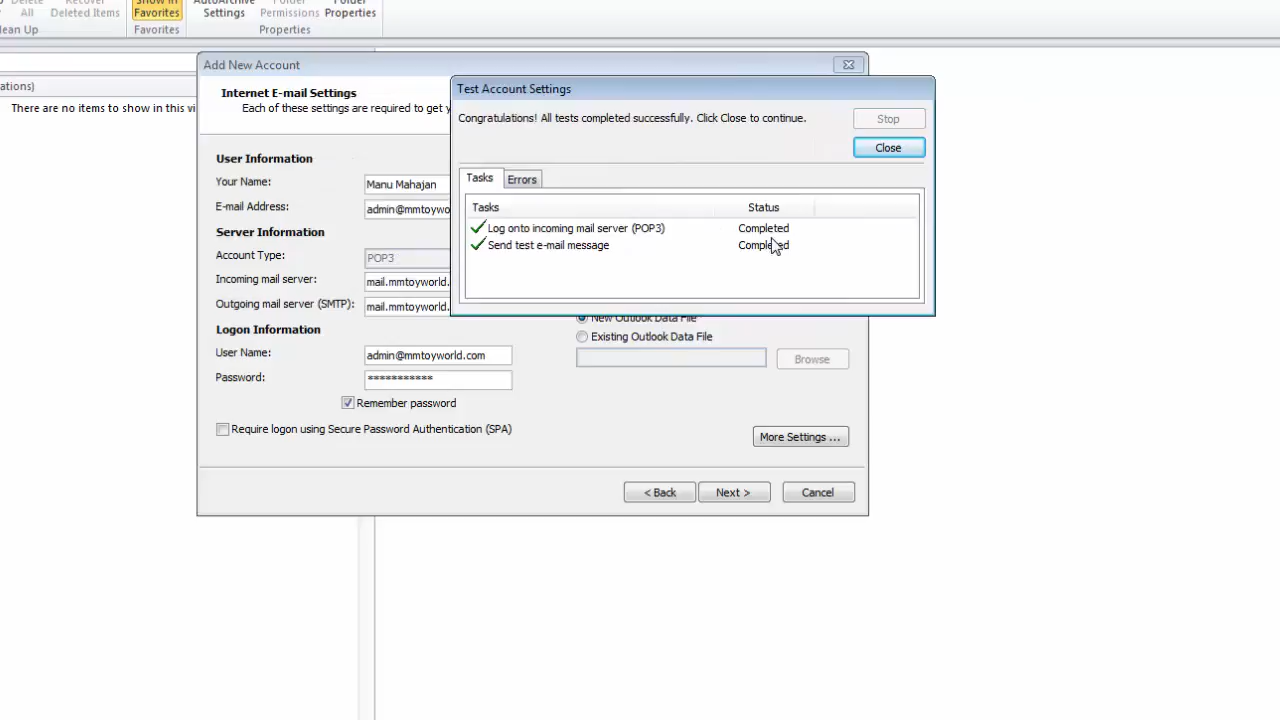 Delete
Recover
Show in
AutoArchive
Folder
Folder
All
Deleted Items
Favorites
Settings
Permissions
Properties
lean Up
Favorites
Properties
ations)
There are no items to show in this vi
Add New Account
Internet E-mail Settings
Each of these settings are required to get y
User Information
Your Name:
Manu Mahajan
E-mail Address:
admin@mmtoywo
Server Information
Account Type:
POP3
Incoming mail server:
mail.mmtoyworld.
Outgoing mail server (SMTP):
mail.mmtoyworld.
Logon Information
User Name:
admin@mmtoyworld.com
Password:
***********
Remember password
Require logon using Secure Password Authentication (SPA)
New Outlook Data File
Existing Outlook Data File
Browse
More Settings ...
< Back
Next >
Cancel
Test Account Settings
Congratulations! All tests completed successfully. Click Close to continue.
Stop
Close
Tasks
Errors
Tasks
Status
Log onto incoming mail server (POP3)
Completed
Send test e-mail message
Completed